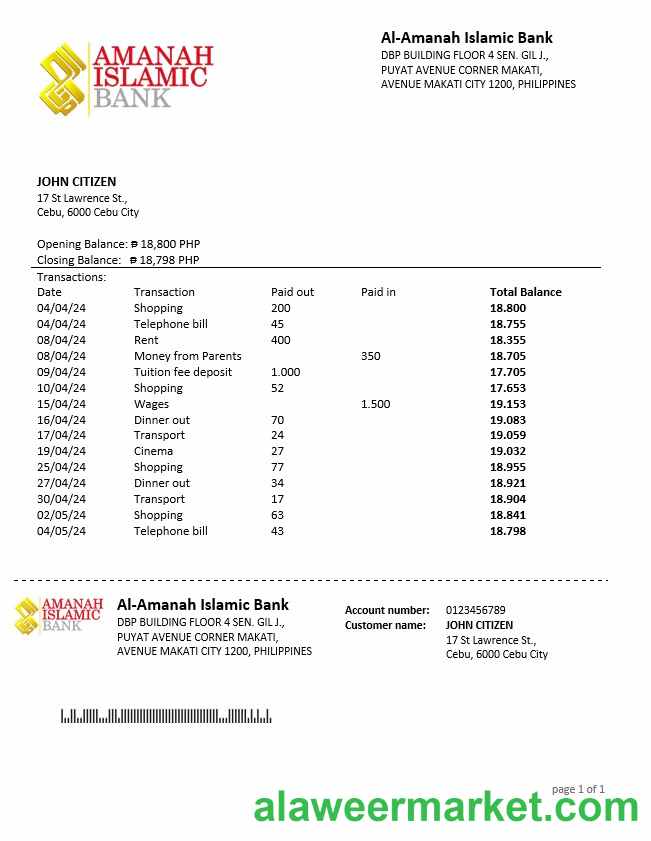 AMANAH
ISLAMIC
BANK
Al-Amanah Islamic Bank
DBP BUILDING FLOOR 4 SEN. GIL J.,
PUYAT AVENUE CORNER MAKATI,
AVENUE MAKATI CITY 1200, PHILIPPINES
JOHN CITIZEN
17 St Lawrence St.,
Cebu, 6000 Cebu City
Opening Balance: ₱ 18,800 PHP
Closing Balance: ₱ 18,798 PHP
Transactions:
Date Transaction Paid out Paid in Total Balance
04/04/24 Shopping 200 18.800
04/04/24 Telephone bill 45 18.755
08/04/24 Rent 400 18.355
08/04/24 Money from Parents 350 18.705
09/04/24 Tuition fee deposit 1.000 17.705
10/04/24 Shopping 52 17.653
15/04/24 Wages 1.500 19.153
16/04/24 Dinner out 70 19.083
17/04/24 Transport 24 19.059
19/04/24 Cinema 27 19.032
25/04/24 Shopping 77 18.955
27/04/24 Dinner out 34 18.921
30/04/24 Transport 17 18.904
02/05/24 Shopping 63 18.841
04/05/24 Telephone bill 43 18.798
AMANAH
ISLAMIC
BANK
Al-Amanah Islamic Bank
DBP BUILDING FLOOR 4 SEN. GIL J.,
PUYAT AVENUE CORNER MAKATI,
AVENUE MAKATI CITY 1200, PHILIPPINES
Account number: 0123456789
Customer name: JOHN CITIZEN
17 St Lawrence St.,
Cebu, 6000 Cebu City
page 1 of 1
alaweermarket.com